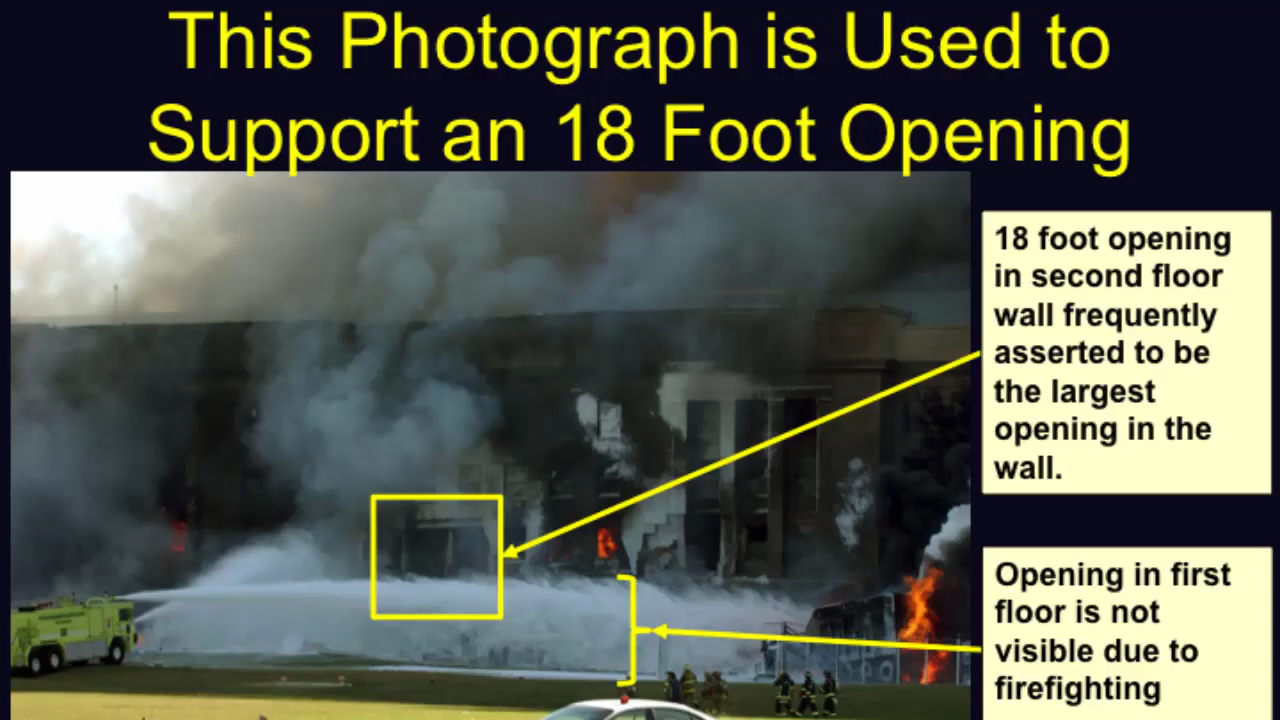 This Photograph is Used to
Support an 18 Foot Opening
18 foot opening
in second floor
wall frequently
asserted to be
the largest
opening in the
wall.
Opening in first
floor is not
visible due to
firefighting